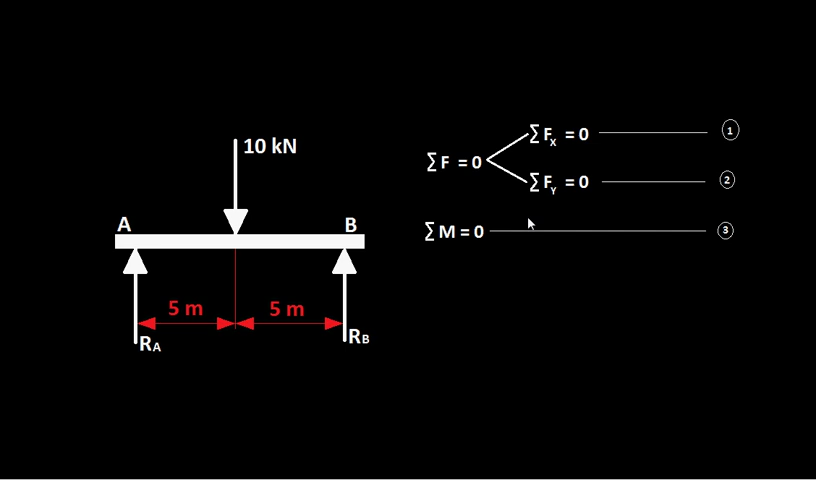 10 kN
A
B
5 m
5 m
RA
RB
∑ F = 0
∑ FX = 0
1
∑ FY = 0
2
∑ M = 0
3